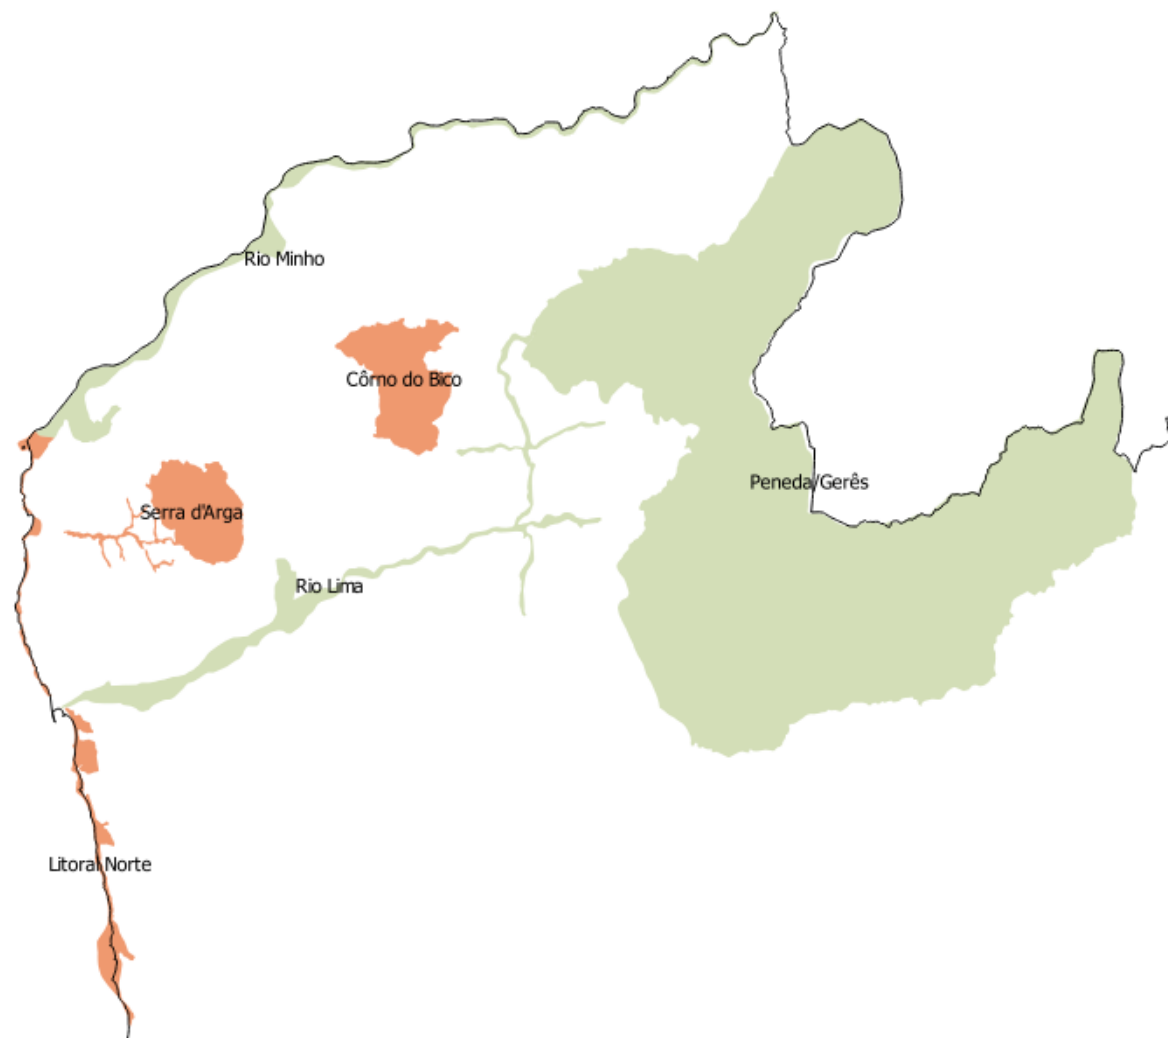 Rio Minho
Côrno do Bico
Peneda/Gerês
Serra d'Arga
Rio Lima
Litoral Norte